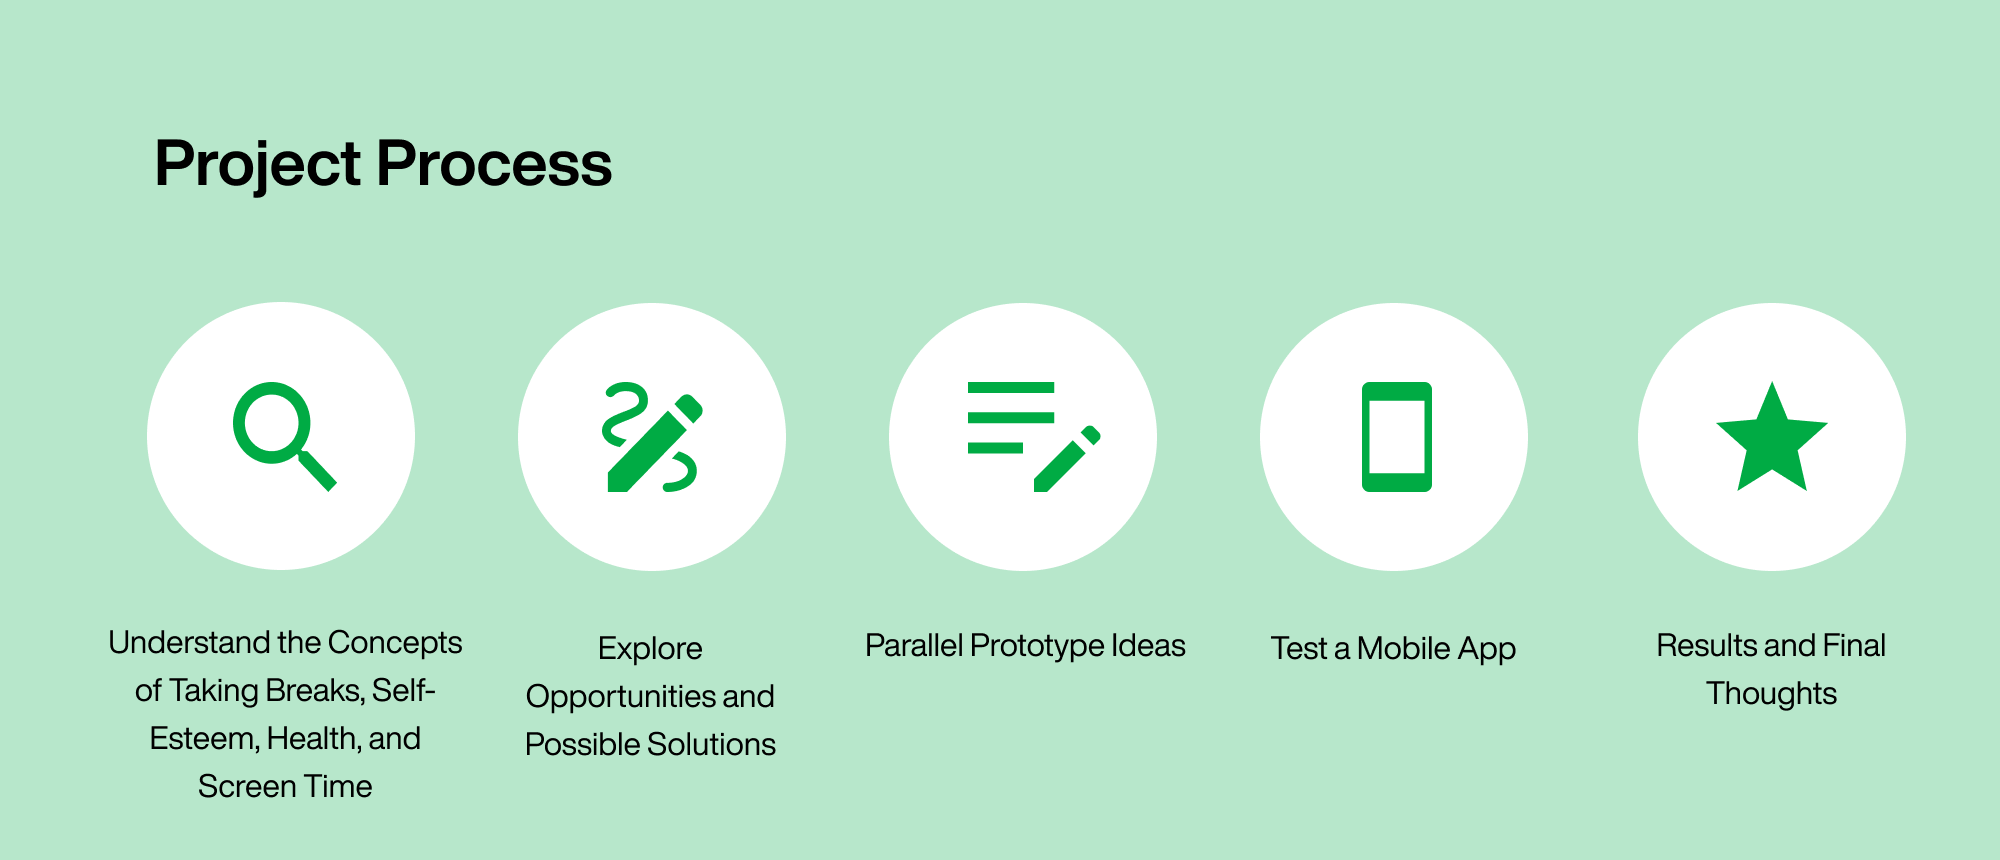 Project Process
Understand the Concepts
of Taking Breaks, Self-
Esteem, Health, and
Screen Time
Explore
Opportunities and
Possible Solutions
Parallel Prototype Ideas
Test a Mobile App
Results and Final
Thoughts